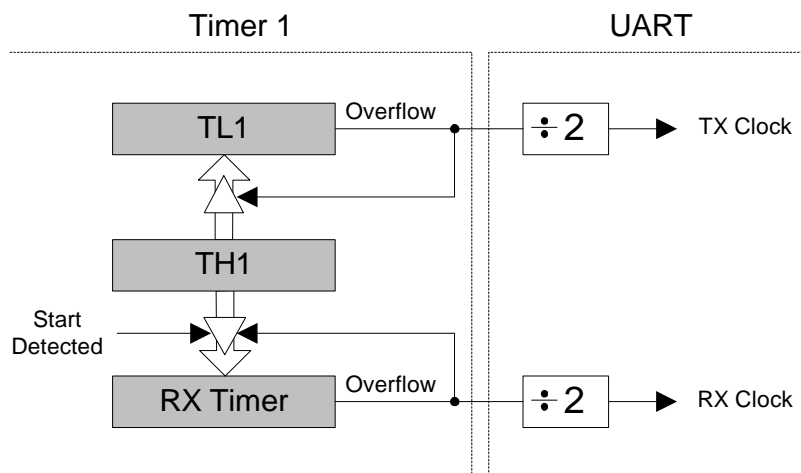 Timer 1
UART
TL1
Overflow
÷2
TX Clock
TH1
Start
Detected
RX Timer
Overflow
÷2
RX Clock